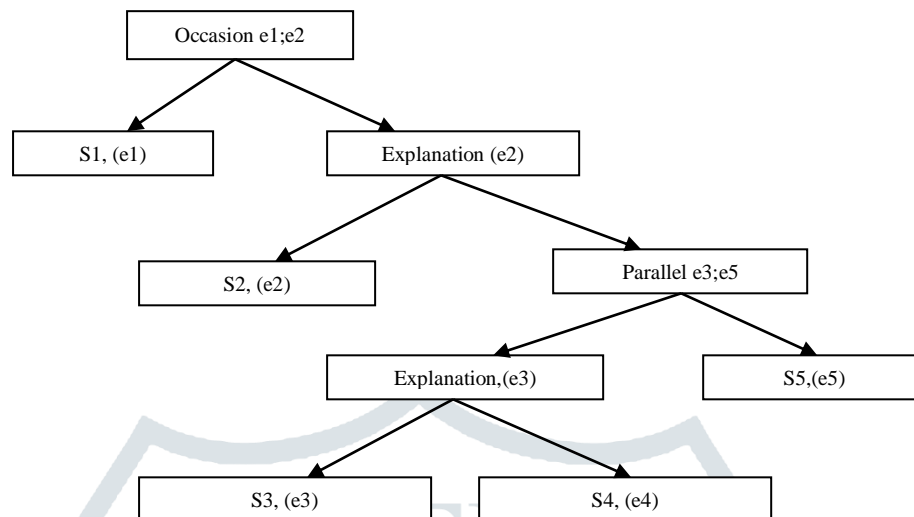 Occasion e1;e2
S1, (e1)
Explanation (e2)
S2, (e2)
Parallel e3;e5
Explanation,(e3)
S5,(e5)
S3, (e3)
S4, (e4)